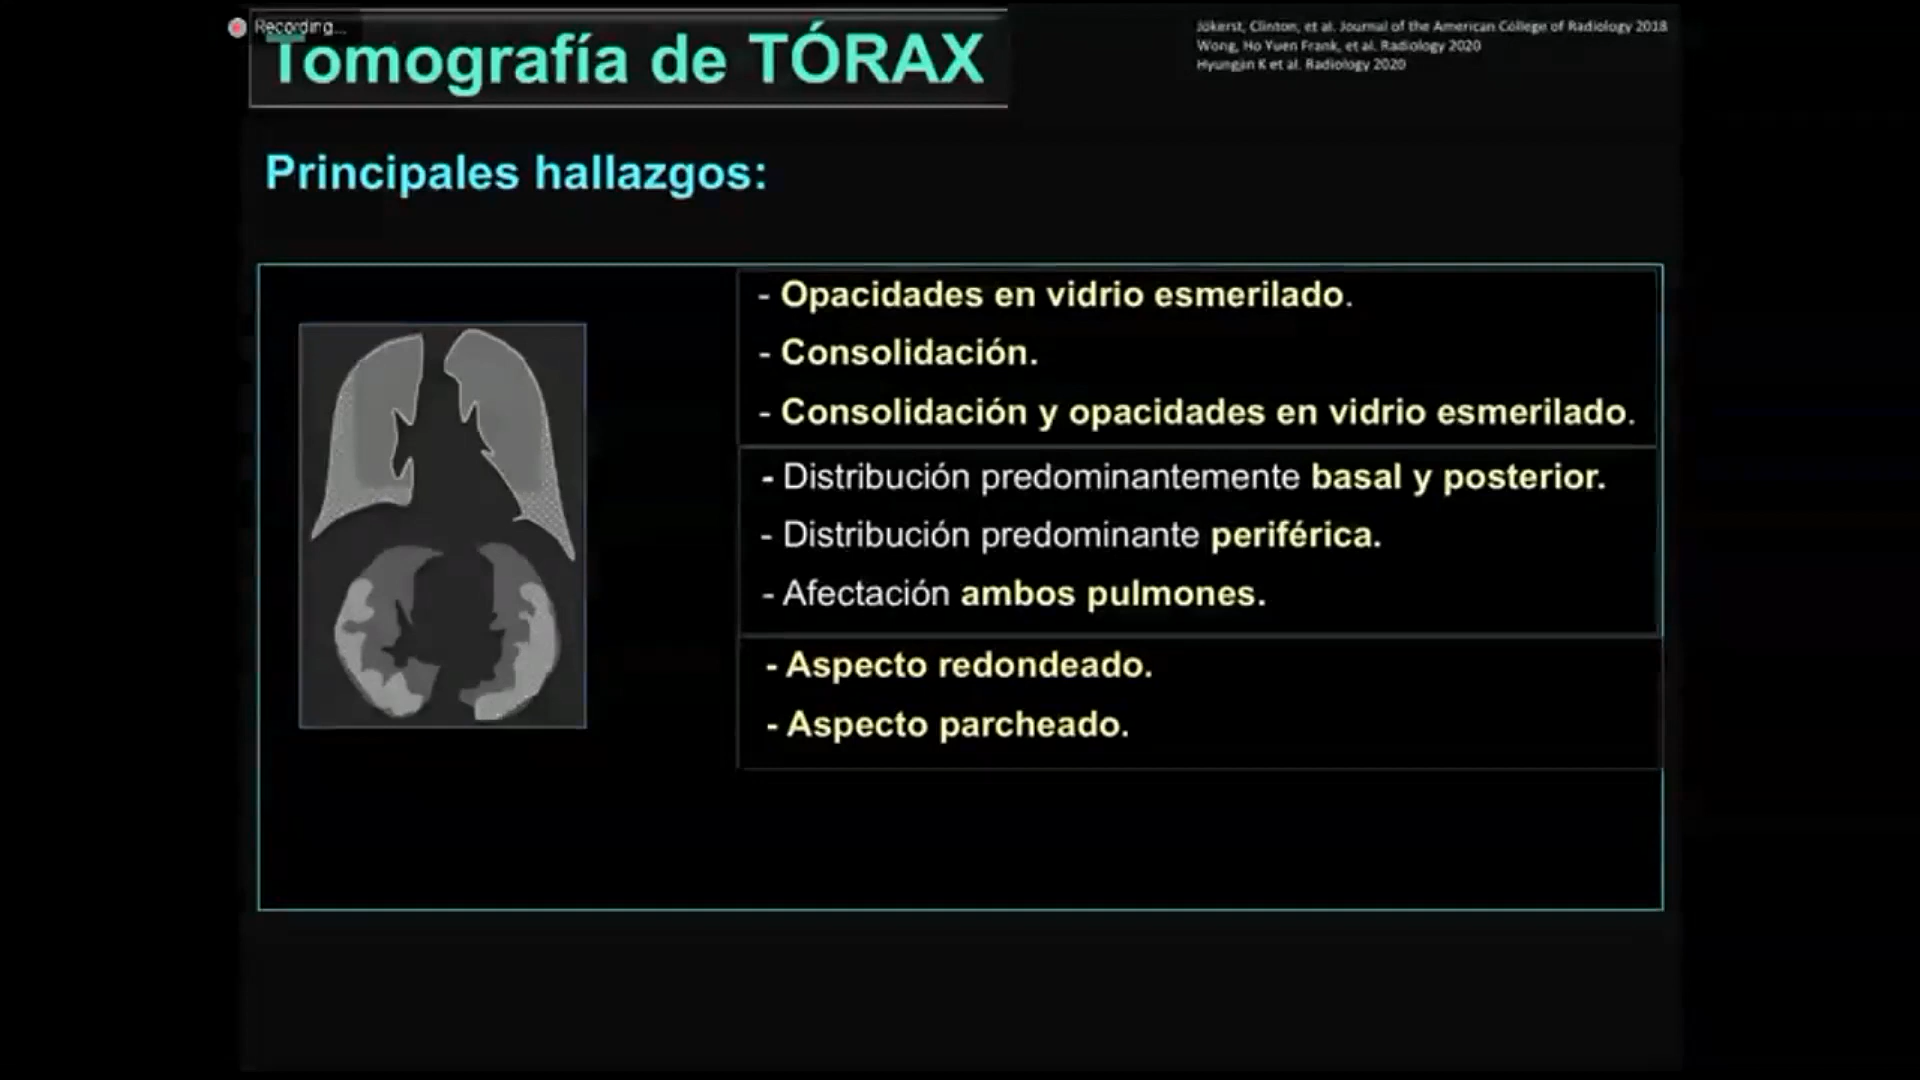 Recording...
Tomografía de TÓRAX
Jokerst, Clinton, et al. Journal of the American College of Radiology 2018
Wong, Ho Yuen Frank, et al. Radiology 2020
Hyungjin K et al. Radiology 2020
Principales hallazgos:
- Opacidades en vidrio esmerilado.
- Consolidación.
- Consolidación y opacidades en vidrio esmerilado.
- Distribución predominantemente basal y posterior.
- Distribución predominante periférica.
- Afectación ambos pulmones.
- Aspecto redondeado.
- Aspecto parcheado.